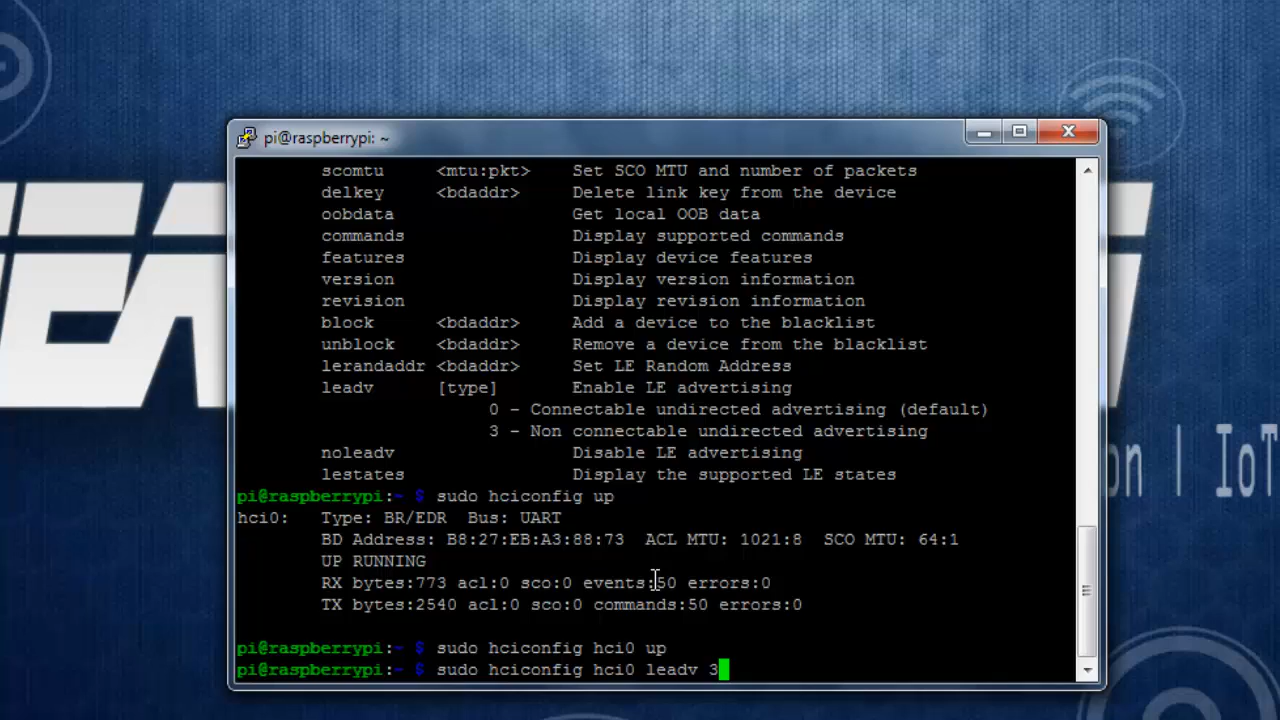 pi@raspberrypi: ~
scomtu <mtu:pkt> Set SCO MTU and number of packets
delkey <bdaddr> Delete link key from the device
oobdata Get local OOB data
commands Display supported commands
features Display device features
version Display version information
revision Display revision information
block <bdaddr> Add a device to the blacklist
unblock <bdaddr> Remove a device from the blacklist
lerandaddr <bdaddr> Set LE Random Address
leadv [type] Enable LE advertising
0 - Connectable undirected advertising (default)
3 - Non connectable undirected advertising
noleadv Disable LE advertising
lestates Display the supported LE states
pi@raspberrypi:~ $ sudo hciconfig up
hci0: Type: BR/EDR Bus: UART
BD Address: B8:27:EB:A3:88:73 ACL MTU: 1021:8 SCO MTU: 64:1
UP RUNNING
RX bytes:773 acl:0 sco:0 events:50 errors:0
TX bytes:2540 acl:0 sco:0 commands:50 errors:0
pi@raspberrypi:~ $ sudo hciconfig hci0 up
pi@raspberrypi:~ $ sudo hciconfig hci0 leadv 3
| IoT